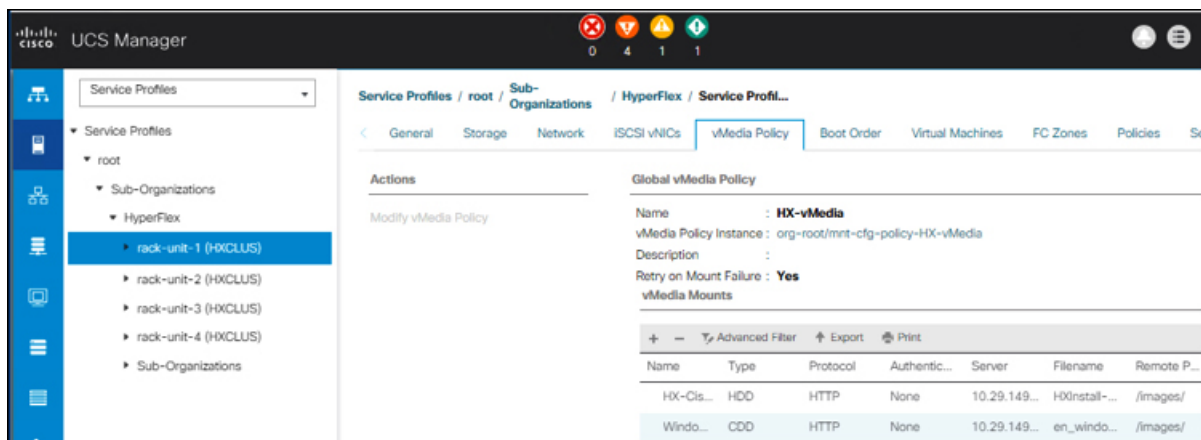 cisco UCS Manager
0 4 1 1
Service Profiles
Service Profiles
root
Sub-Organizations
HyperFlex
rack-unit-1 (HXCLUS)
rack-unit-2 (HXCLUS)
rack-unit-3 (HXCLUS)
rack-unit-4 (HXCLUS)
Sub-Organizations
Service Profiles / root / Sub-Organizations / HyperFlex / Service Profil...
General Storage Network iSCSI vNICs vMedia Policy Boot Order Virtual Machines FC Zones Policies
Actions
Modify vMedia Policy
Global vMedia Policy
Name : HX-vMedia
vMedia Policy Instance : org-root/mnt-cfg-policy-HX-vMedia
Description :
Retry on Mount Failure : Yes
vMedia Mounts
+ − Advanced Filter Export Print
Name Type Protocol Authentic... Server Filename Remote P...
HX-Cis... HDD HTTP None 10.29.149... HXInstall-... /images/
Windo... CDD HTTP None 10.29.149... en_windo... /images/